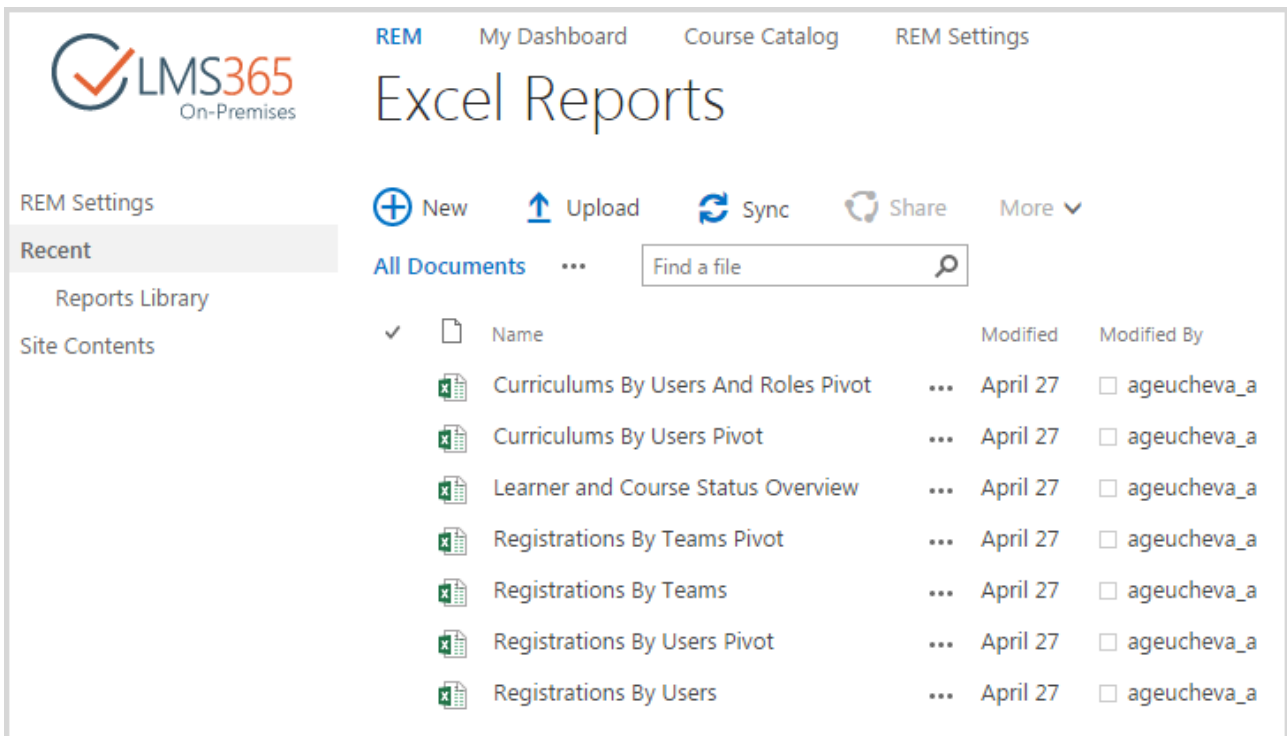 LMS365
On-Premises
REM My Dashboard Course Catalog REM Settings
Excel Reports
REM Settings
Recent
Reports Library
Site Contents
New Upload Sync Share More
All Documents ••• Find a file
Name Modified Modified By
Curriculums By Users And Roles Pivot ••• April 27 ageucheva_a
Curriculums By Users Pivot ••• April 27 ageucheva_a
Learner and Course Status Overview ••• April 27 ageucheva_a
Registrations By Teams Pivot ••• April 27 ageucheva_a
Registrations By Teams ••• April 27 ageucheva_a
Registrations By Users Pivot ••• April 27 ageucheva_a
Registrations By Users ••• April 27 ageucheva_a